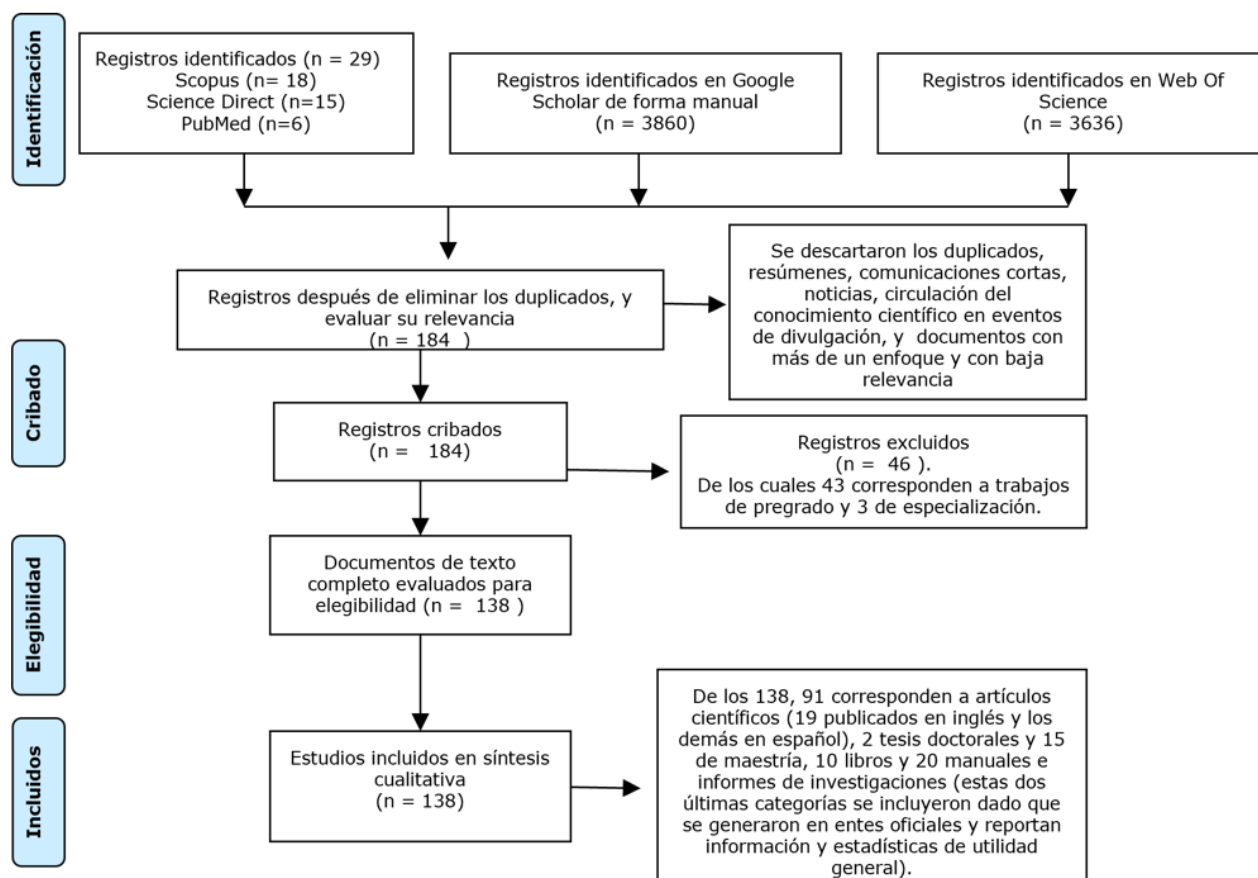 Identificación
Registros identificados (n = 29)
Scopus (n= 18)
Science Direct (n=15)
PubMed (n=6)
Registros identificados en Google
Scholar de forma manual
(n = 3860)
Registros identificados en Web Of
Science
(n = 3636)
Registros después de eliminar los duplicados, y
evaluar su relevancia
(n = 184 )
Se descartaron los duplicados,
resúmenes, comunicaciones cortas,
noticias, circulación del
conocimiento científico en eventos
de divulgación, y documentos con
más de un enfoque y con baja
relevancia
Cribado
Registros cribados
(n = 184)
Registros excluidos
(n = 46 ).
De los cuales 43 corresponden a trabajos
de pregrado y 3 de especialización.
Elegibilidad
Documentos de texto
completo evaluados para
elegibilidad (n = 138 )
Incluidos
Estudios incluidos en síntesis
cualitativa
(n = 138)
De los 138, 91 corresponden a artículos
científicos (19 publicados en inglés y los
demás en español), 2 tesis doctorales y 15
de maestría, 10 libros y 20 manuales e
informes de investigaciones (estas dos
últimas categorías se incluyeron dado que
se generaron en entes oficiales y reportan
información y estadísticas de utilidad
general).